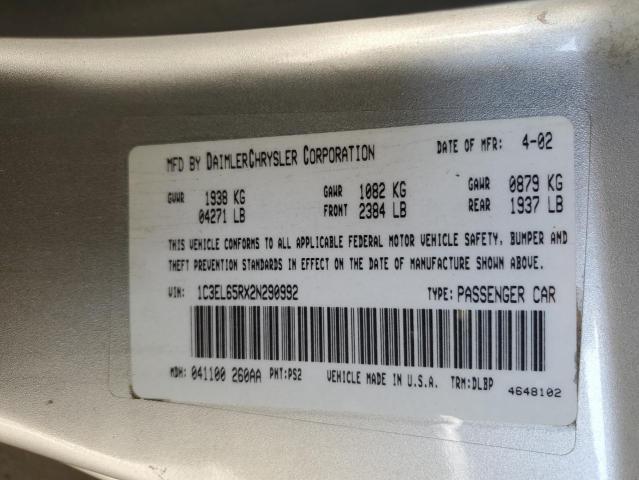 MFD BY DAIMLERCHRYSLER CORPORATION DATE OF MFR: 4-02
GVWR 1938 KG GAWR 1082 KG GAWR 0879 KG
04271 LB FRONT 2384 LB REAR 1937 LB
THIS VEHICLE CONFORMS TO ALL APPLICABLE FEDERAL MOTOR VEHICLE SAFETY, BUMPER AND
THEFT PREVENTION STANDARDS IN EFFECT ON THE DATE OF MANUFACTURE SHOWN ABOVE.
VIN: 1C3EL65RX2N290992 TYPE: PASSENGER CAR
MDH: 041100 260AA PNT:PS2 VEHICLE MADE IN U.S.A. TRM:DLBP
4648102